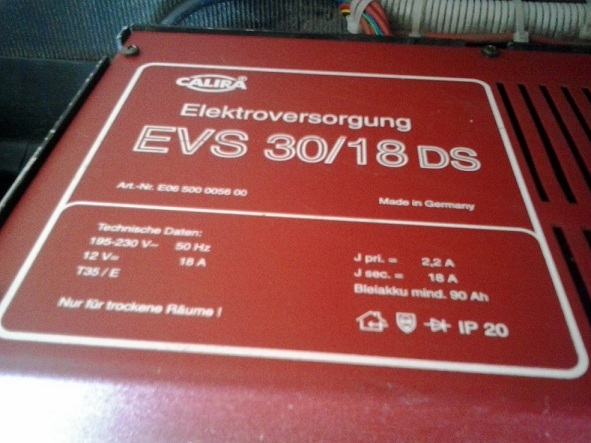 CALIRA®
Elektroversorgung
EVS 30/18 DS
Art.-Nr. E06 500 0056 00
Made in Germany
Technische Daten:
195-230 V~ 50 Hz
12 V= 18 A
T35 / E
Nur für trockene Räume !
J pri. = 2,2 A
J sec. = 18 A
Bleiakku mind. 90 Ah
IP 20